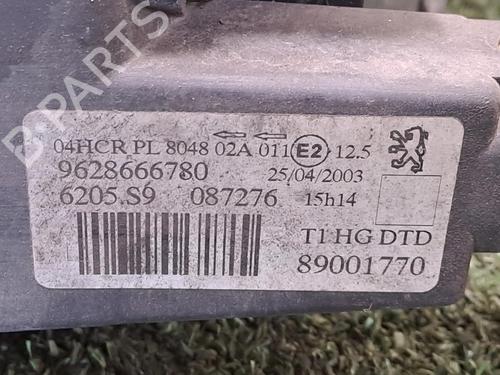 B-PARTS
04HCR PL 8048 02A 011 E2 12.5
9628666780 25/04/2003
6205.S9 087276 15h14
T1 HG DTD
89001770